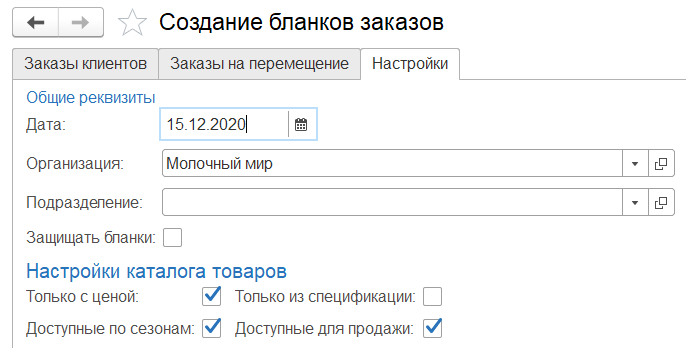 Создание бланков заказов
Заказы клиентов Заказы на перемещение Настройки
Общие реквизиты
Дата: 15.12.2020
Организация: Молочный мир
Подразделение:
Защищать бланки:
Настройки каталога товаров
Только с ценой: Только из спецификации:
Доступные по сезонам: Доступные для продажи: